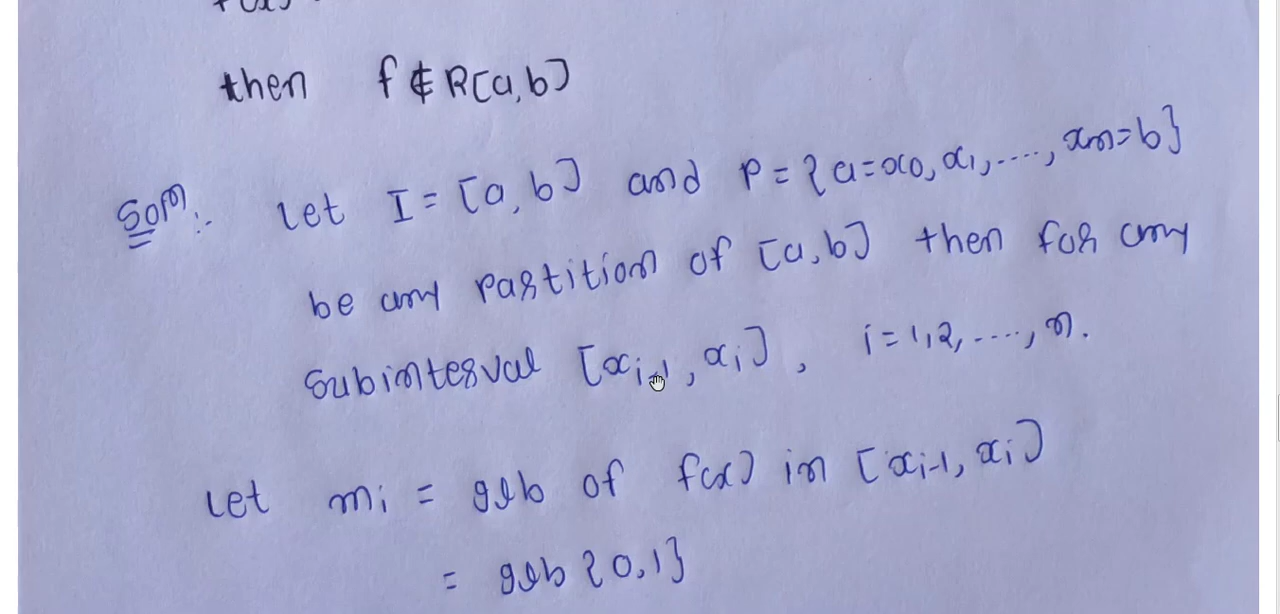 then f ∉ R[a,b]
Soln:- Let I = [a, b] and P = {a=x0, x1, ...., xn=b}
be any partition of [a,b] then for any
subinterval [xi-1, xi], i=1,2, ...., n.
Let mi = glb of f(x) in [xi-1, xi]
= glb {0,1}